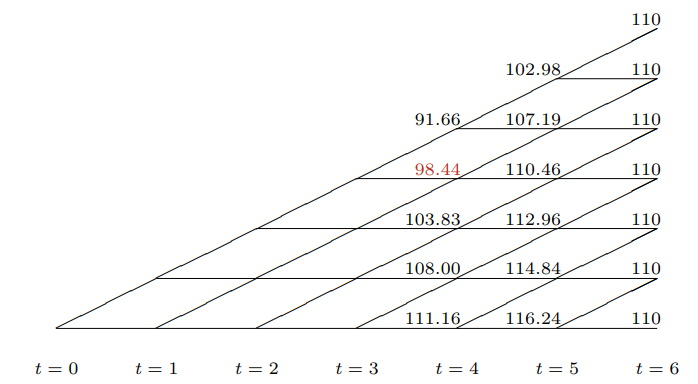 110
102.98 110
91.66 107.19 110
98.44 110.46 110
103.83 112.96 110
108.00 114.84 110
111.16 116.24 110
t = 0 t = 1 t = 2 t = 3 t = 4 t = 5 t = 6